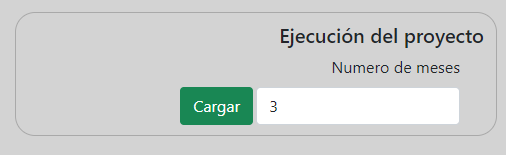 Ejecución del proyecto
Numero de meses
Cargar 3